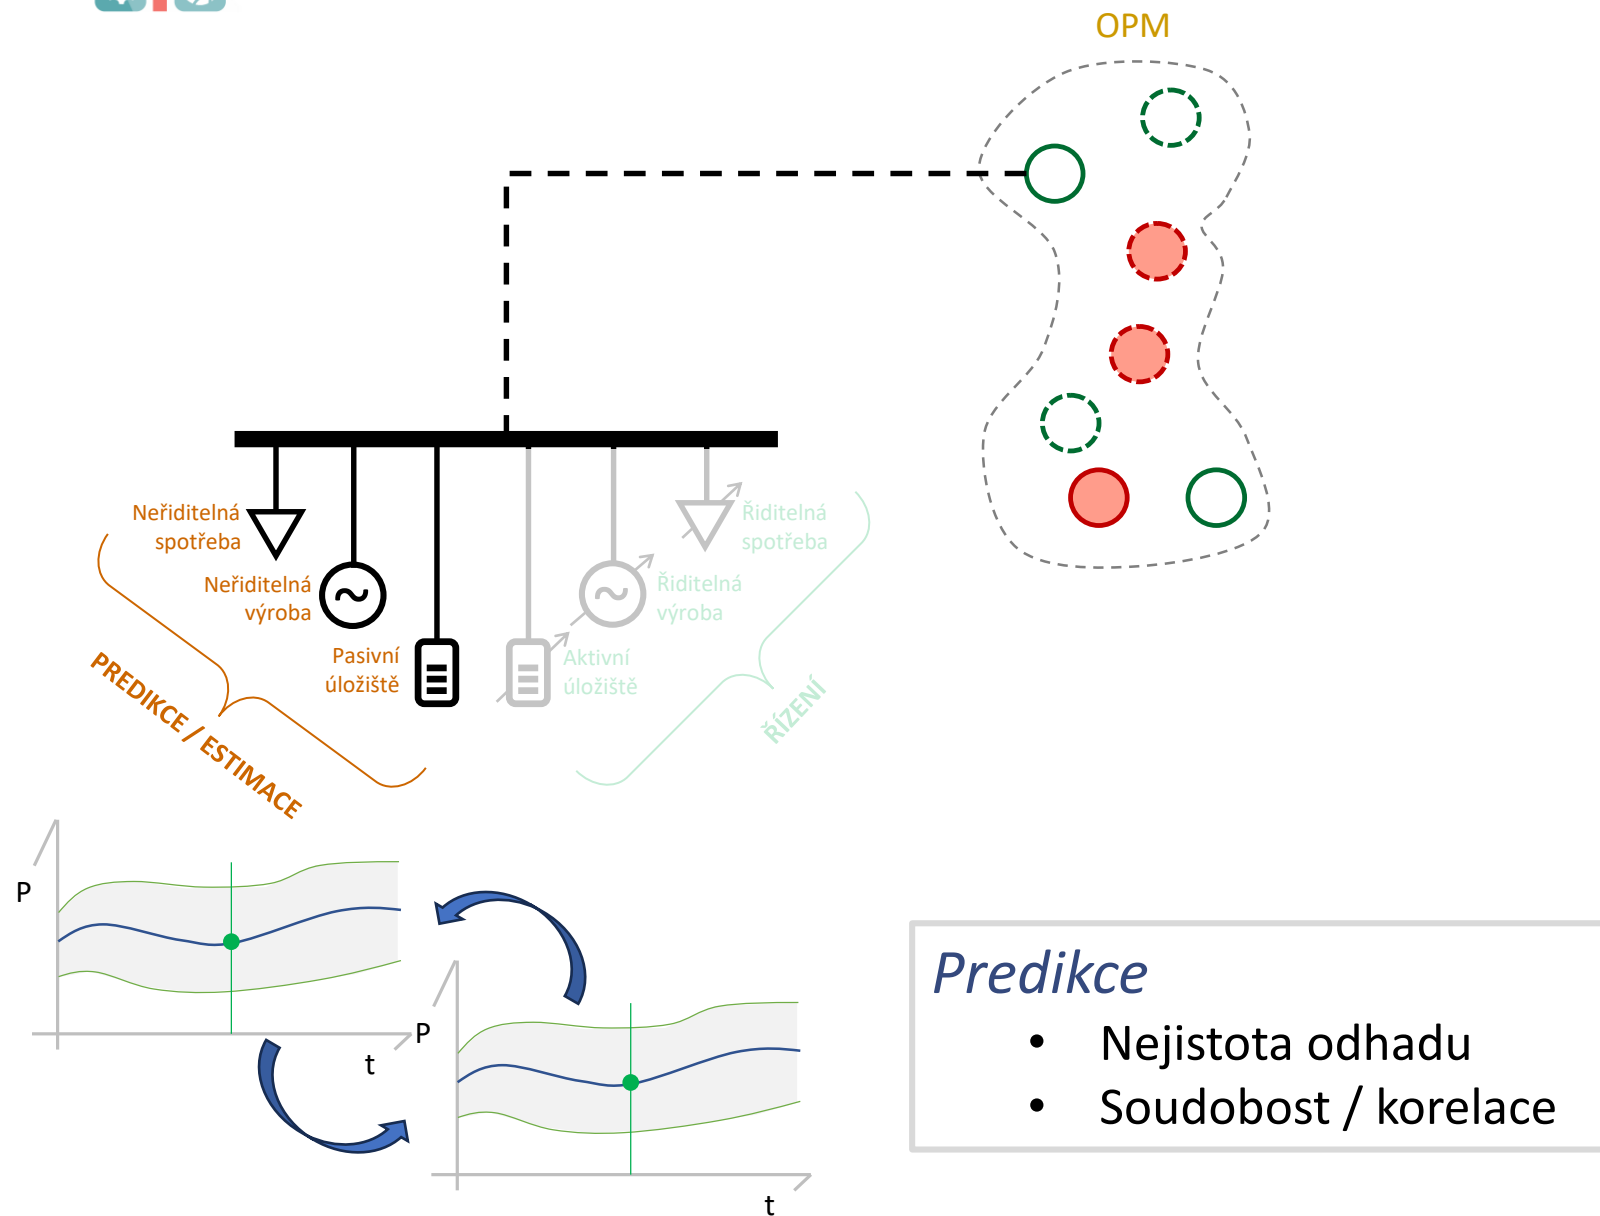 OPM
Neřiditelná
spotřeba
Neřiditelná
výroba
Pasivní
úložiště
Řiditelná
spotřeba
Řiditelná
výroba
Aktivní
úložiště
PREDIKCE / ESTIMACE
ŘÍZENÍ
P
t
P
t
Predikce
• Nejistota odhadu
• Soudobost / korelace